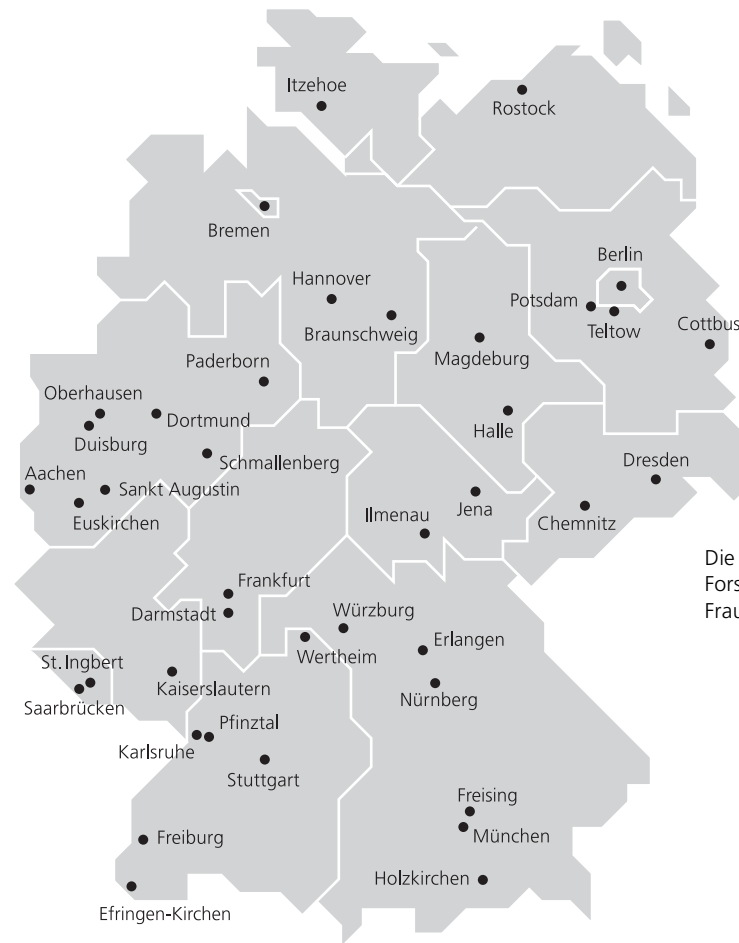 Itzehoe
Rostock
Bremen
Berlin
Hannover
Potsdam
Braunschweig
Teltow
Cottbus
Magdeburg
Paderborn
Oberhausen
Dortmund
Halle
Duisburg
Schmallenberg
Dresden
Aachen
Sankt Augustin
Jena
Ilmenau
Chemnitz
Euskirchen
Die
Fors
Frau
Frankfurt
Darmstadt
Würzburg
Erlangen
Wertheim
St. Ingbert
Kaiserslautern
Nürnberg
Saarbrücken
Pfinztal
Karlsruhe
Stuttgart
Freising
München
Freiburg
Holzkirchen
Efringen-Kirchen